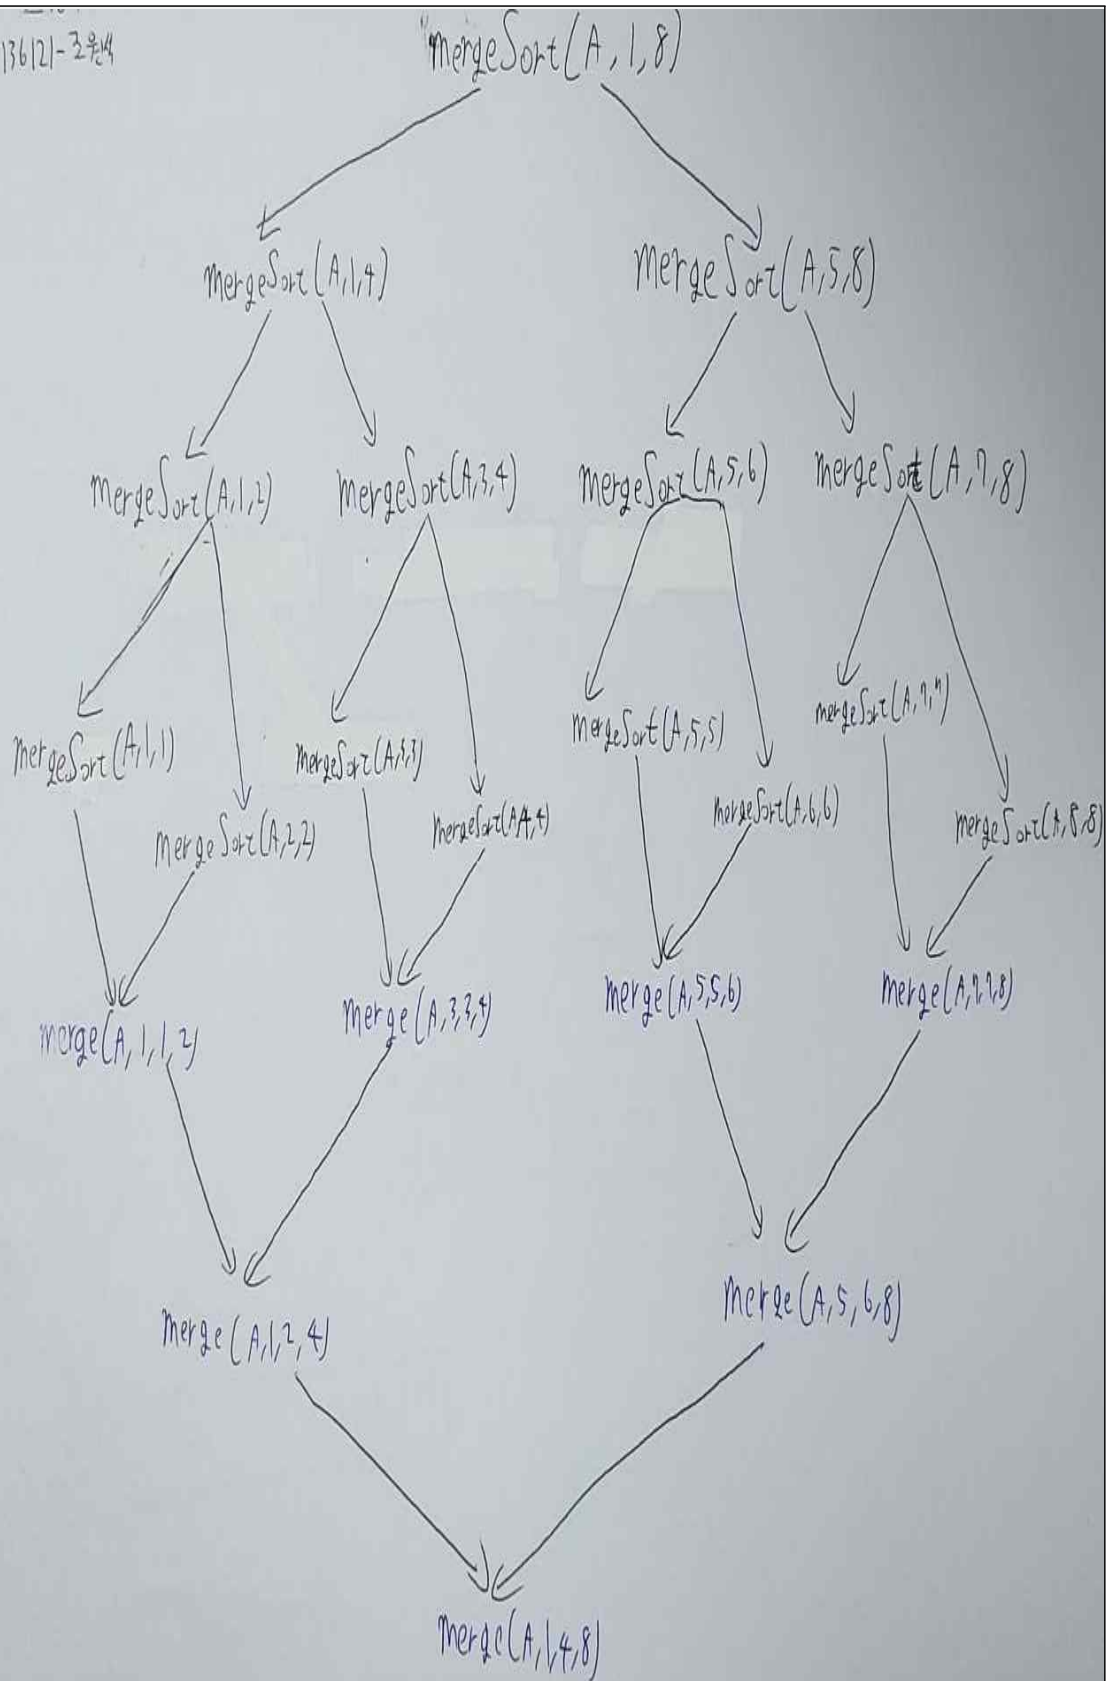 136121-조윤석
mergeSort(A,1,8)
mergeSort(A,1,4) mergeSort(A,5,8)
mergeSort(A,1,2) mergeSort(A,3,4) mergeSort(A,5,6) mergeSort(A,7,8)
mergeSort(A,1,1) mergeSort(A,3,3) mergeSort(A,5,5) mergeSort(A,7,7)
mergeSort(A,2,2) mergeSort(A,4,4) mergeSort(A,6,6) mergeSort(A,8,8)
merge(A,1,1,2) merge(A,3,3,4) merge(A,5,5,6) merge(A,7,7,8)
merge(A,1,2,4) merge(A,5,6,8)
merge(A,1,4,8)